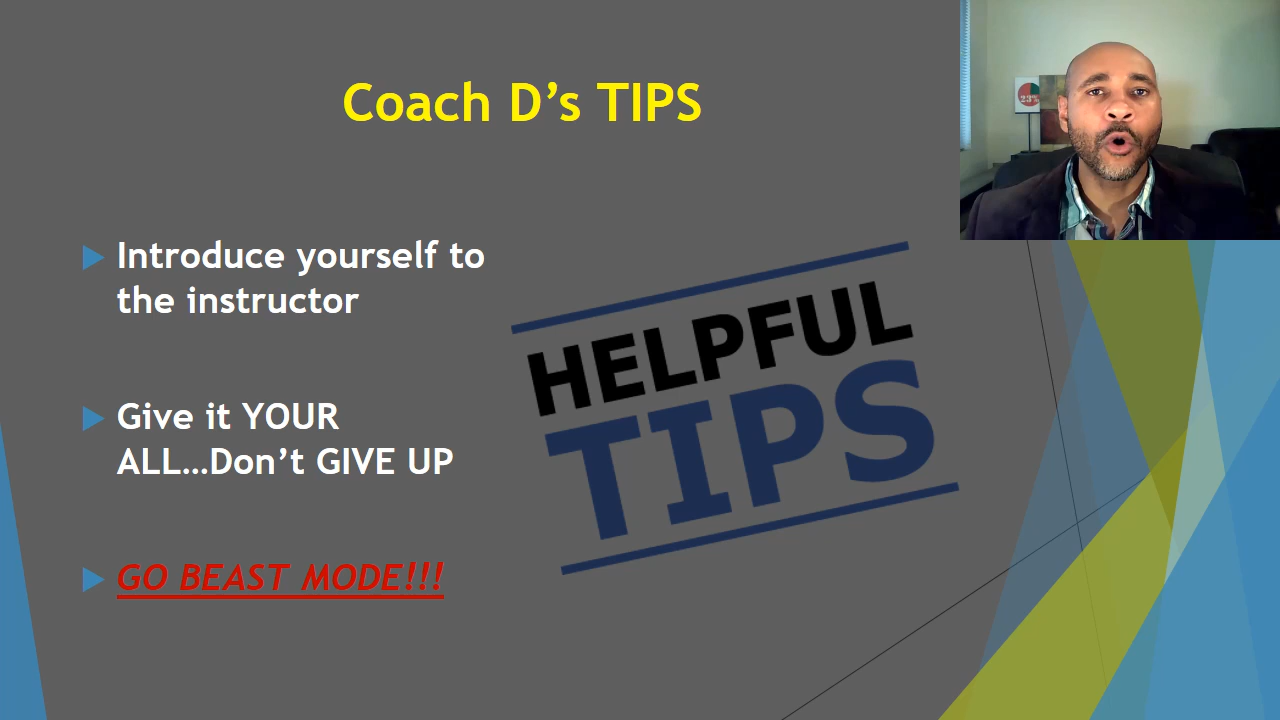 Coach D’s TIPS
Introduce yourself to
the instructor
Give it YOUR
ALL…Don’t GIVE UP
GO BEAST MODE!!!
HELPFUL
TIPS
23%